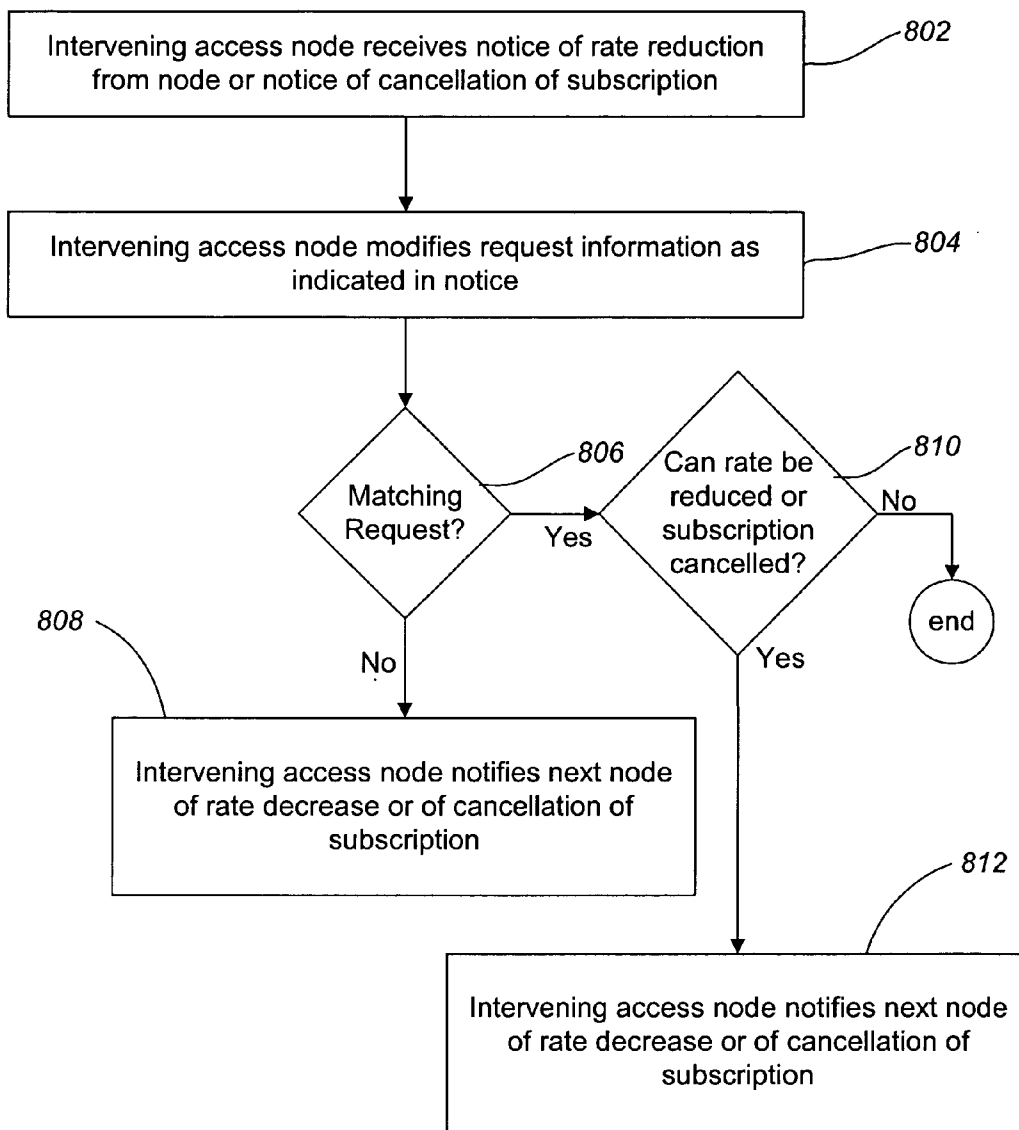 Intervening access node receives notice of rate reduction
from node or notice of cancellation of subscription
802
Intervening access node modifies request information as
indicated in notice
804
Matching
Request?
806
Yes
Can rate be
reduced or
subscription
cancelled?
810
No
end
808
No
Yes
Intervening access node notifies next node
of rate decrease or of cancellation of
subscription
812
Intervening access node notifies next node
of rate decrease or of cancellation of
subscription